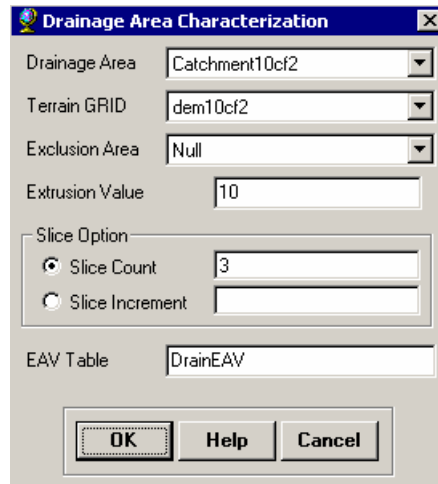 Drainage Area Characterization
Drainage Area Catchment10cf2
Terrain GRID dem10cf2
Exclusion Area Null
Extrusion Value 10
Slice Option
Slice Count 3
Slice Increment
EAV Table DrainEAV
OK Help Cancel